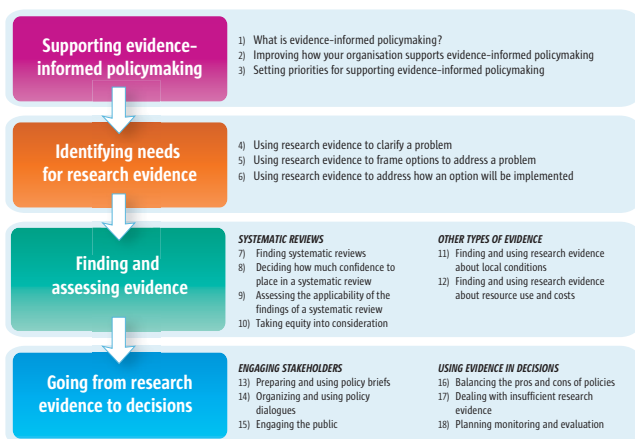 Supporting evidence-
informed policymaking
1) What is evidence-informed policymaking?
2) Improving how your organisation supports evidence-informed policymaking
3) Setting priorities for supporting evidence-informed policymaking
Identifying needs
for research evidence
4) Using research evidence to clarify a problem
5) Using research evidence to frame options to address a problem
6) Using research evidence to address how an option will be implemented
Finding and
assessing evidence
SYSTEMATIC REVIEWS
7) Finding systematic reviews
8) Deciding how much confidence to
place in a systematic review
9) Assessing the applicability of the
findings of a systematic review
10) Taking equity into consideration
OTHER TYPES OF EVIDENCE
11) Finding and using research evidence
about local conditions
12) Finding and using research evidence
about resource use and costs
Going from research
evidence to decisions
ENGAGING STAKEHOLDERS
13) Preparing and using policy briefs
14) Organizing and using policy
dialogues
15) Engaging the public
USING EVIDENCE IN DECISIONS
16) Balancing the pros and cons of policies
17) Dealing with insufficient research
evidence
18) Planning monitoring and evaluation